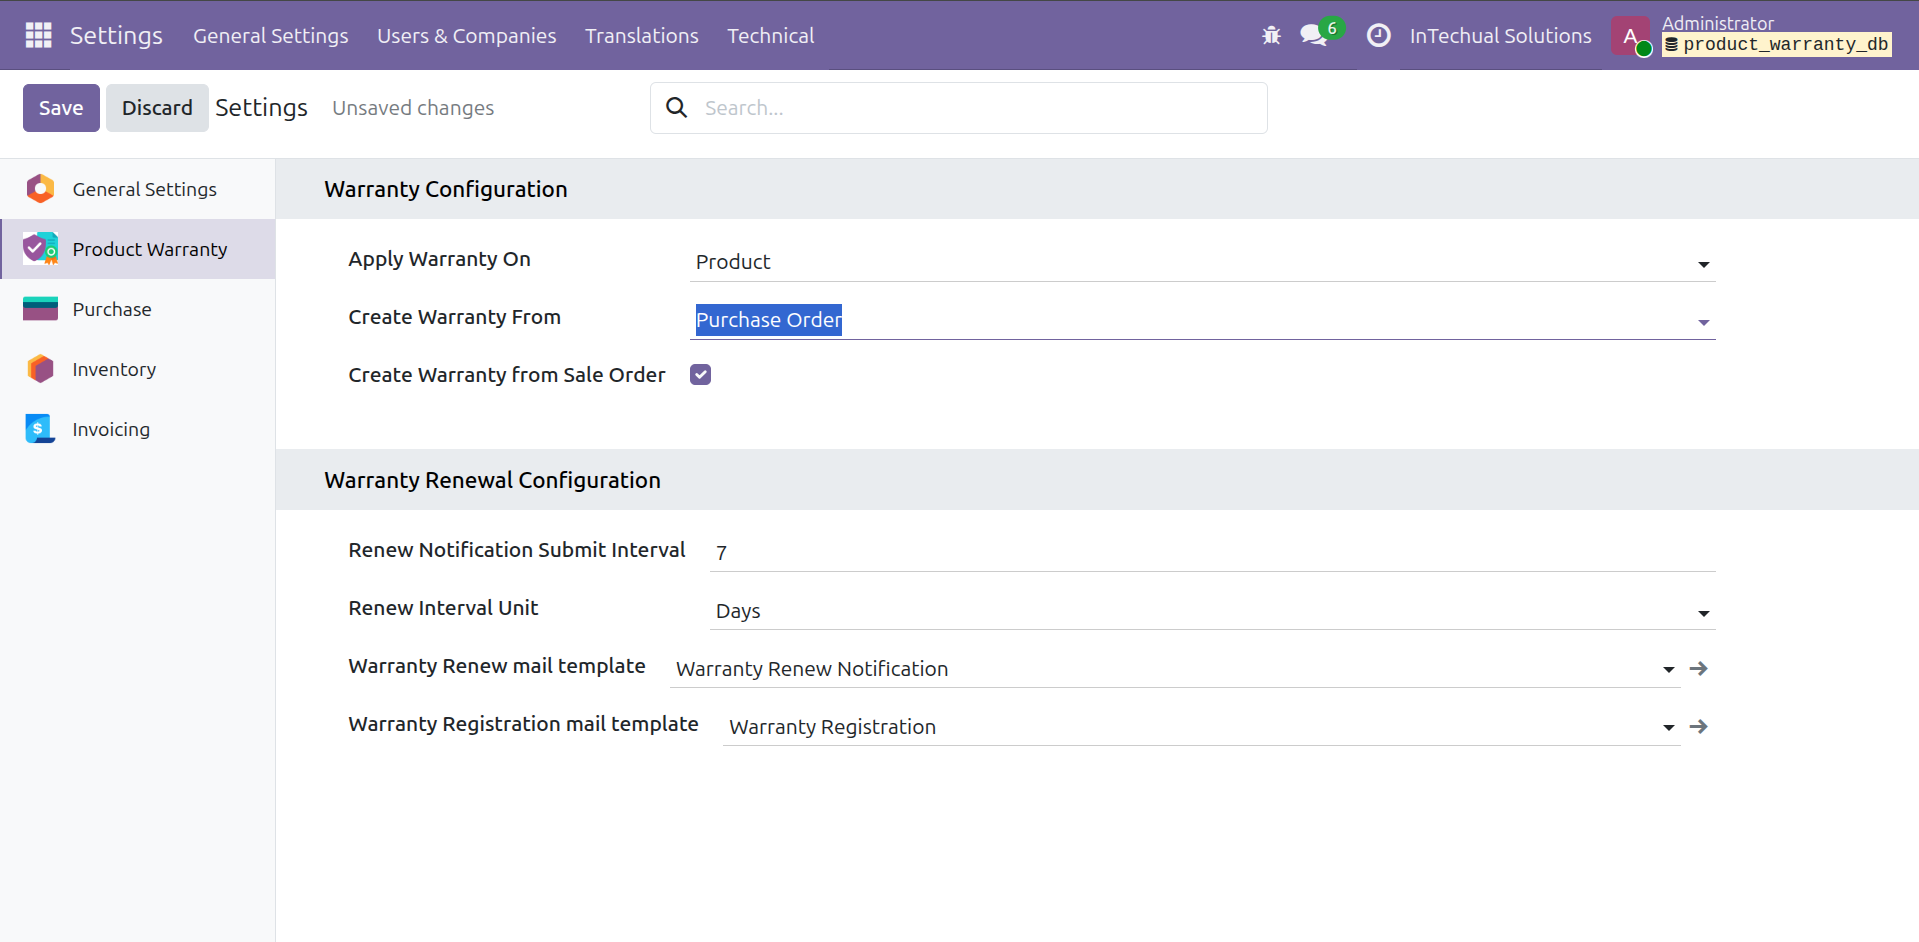 Settings General Settings Users & Companies Translations Technical 6 InTechual Solutions A Administrator
product_warranty_db
Save Discard Settings Unsaved changes Search...
General Settings
Product Warranty
Purchase
Inventory
$ Invoicing
Warranty Configuration
Apply Warranty On Product
Create Warranty From Purchase Order
Create Warranty from Sale Order
Warranty Renewal Configuration
Renew Notification Submit Interval 7
Renew Interval Unit Days
Warranty Renew mail template Warranty Renew Notification
Warranty Registration mail template Warranty Registration